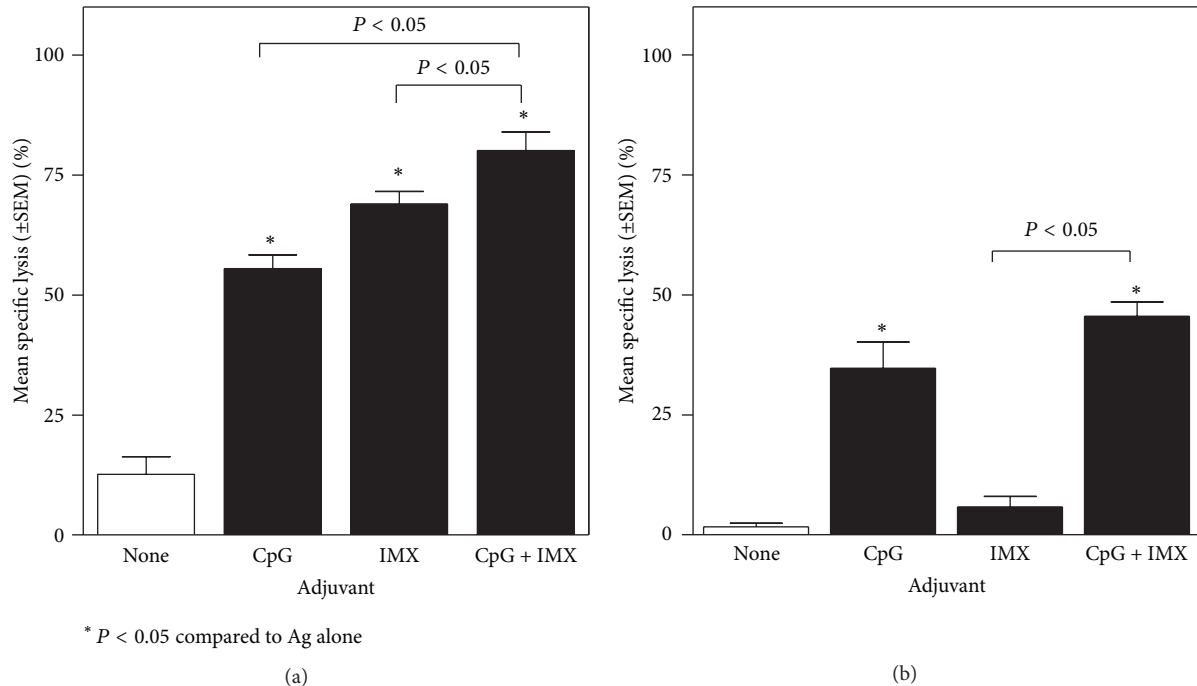 P < 0.05
100
P < 0.05
*
75
*
*
50
25
0
Mean specific lysis (±SEM) (%)
None CpG IMX CpG + IMX
Adjuvant
* P < 0.05 compared to Ag alone
(a)
100
75
P < 0.05
50
*
*
25
0
Mean specific lysis (±SEM) (%)
None CpG IMX CpG + IMX
Adjuvant
(b)